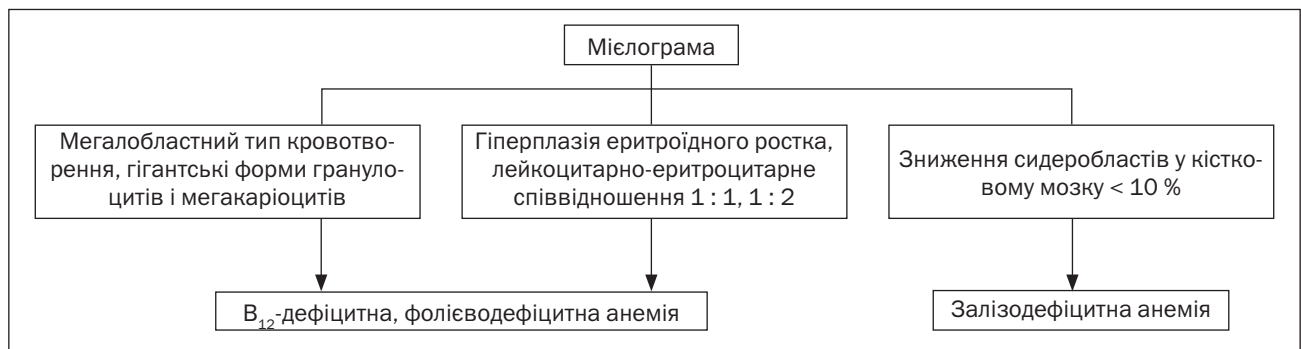 Мієлограма
Мегалобластний тип кровотво-
рення, гігантські форми грануло-
цитів і мегакаріоцитів
Гіперплазія еритроїдного ростка,
лейкоцитарно-еритроцитарне
співвідношення 1 : 1, 1 : 2
Зниження сидеробластів у кістко-
вому мозку < 10 %
В₁₂-дефіцитна, фолієводефіцитна анемія
Залізодефіцитна анемія